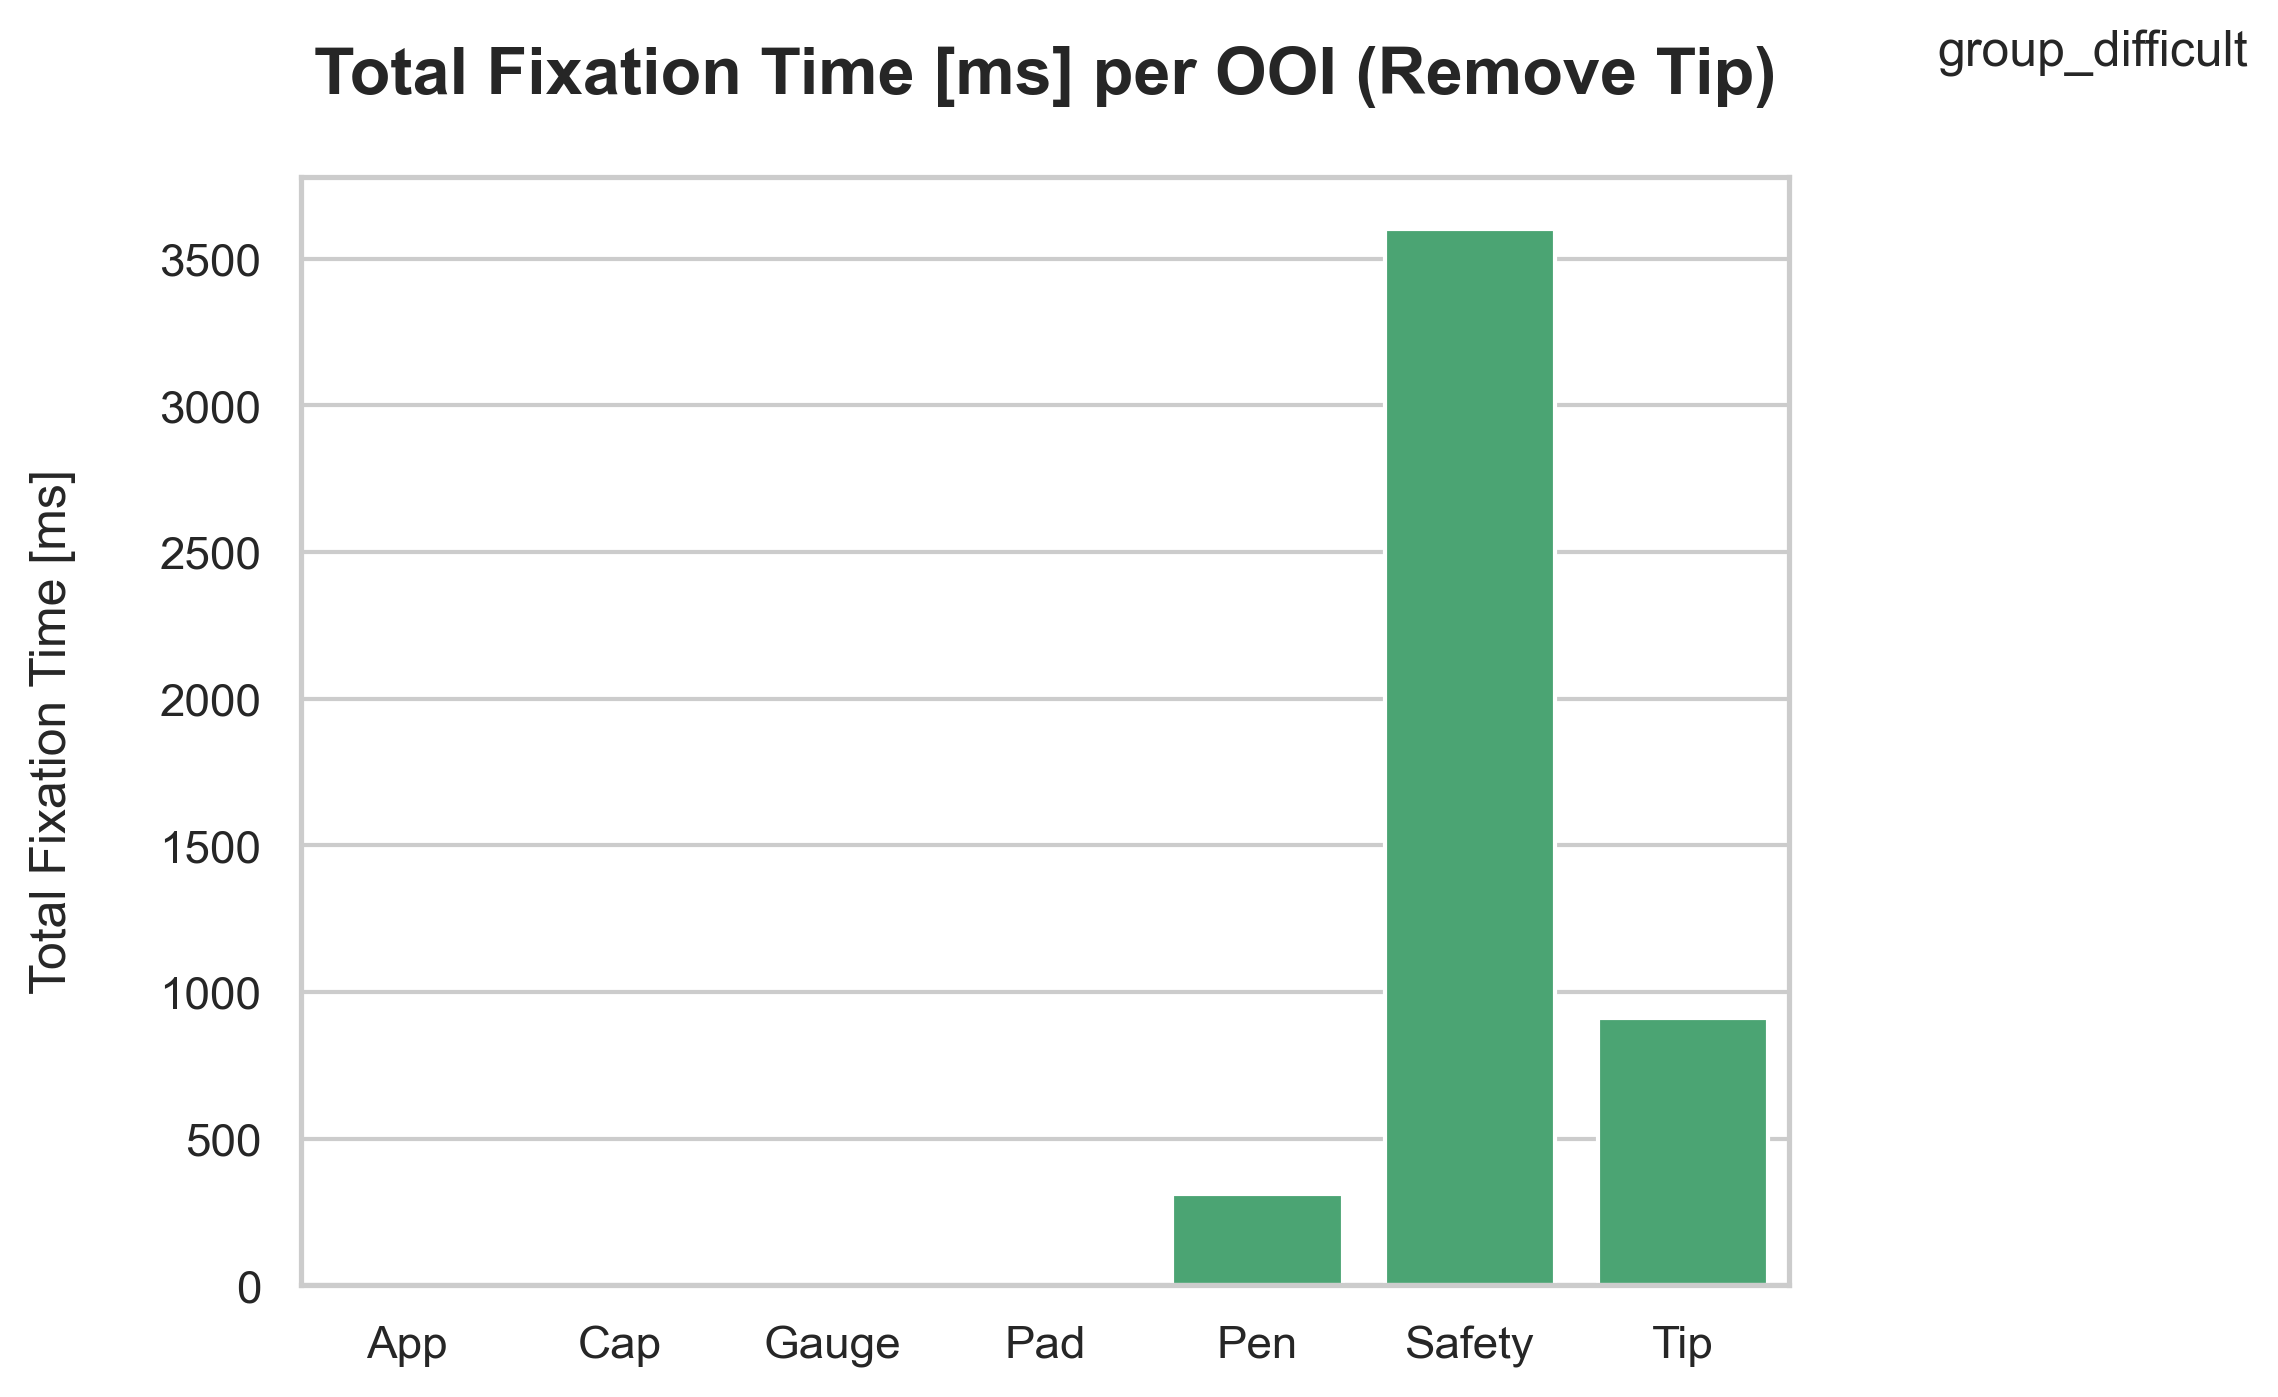 Total Fixation Time [ms] per OOI (Remove Tip)
group_difficult
Total Fixation Time [ms]
3500
3000
2500
2000
1500
1000
500
0
App Cap Gauge Pad Pen Safety Tip